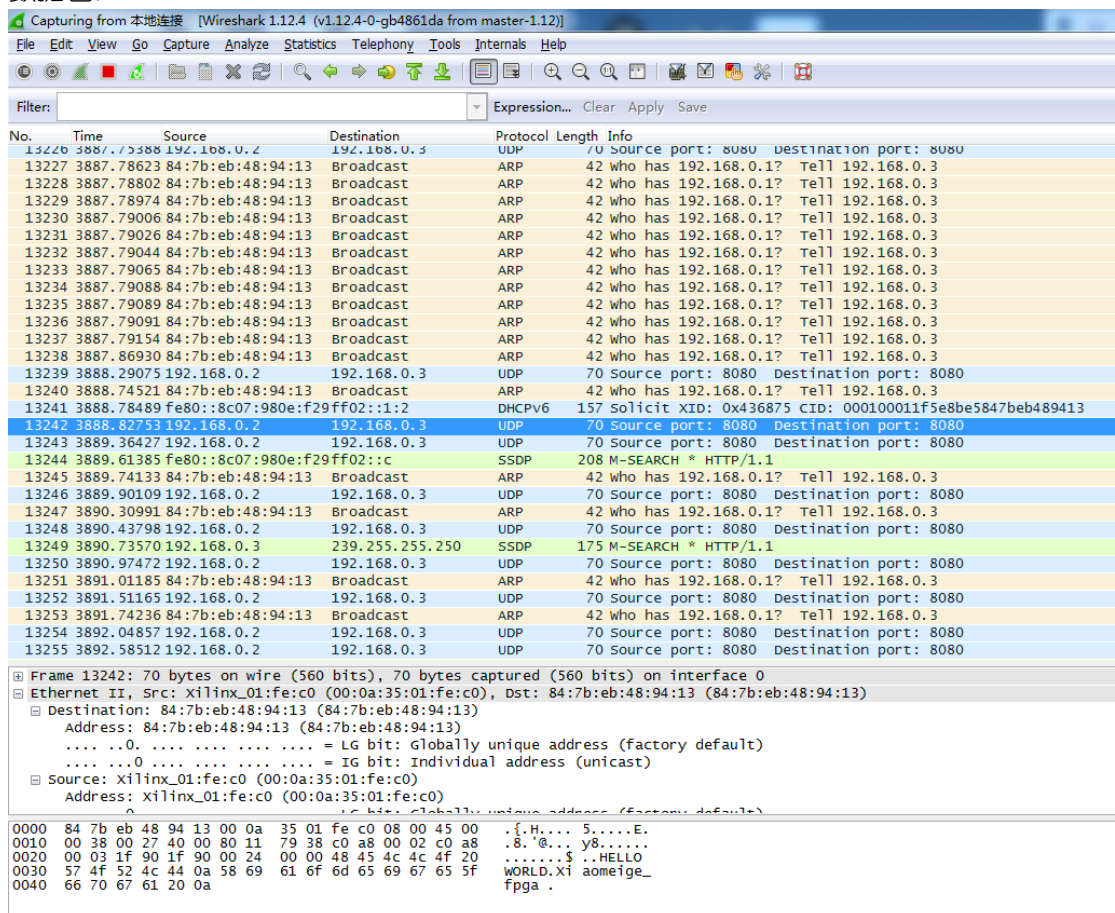 Capturing from 本地连接 [Wireshark 1.12.4 (v1.12.4-0-gb4861da from master-1.12)]
File Edit View Go Capture Analyze Statistics Telephony Tools Internals Help
Filter: Expression... Clear Apply Save
No. Time Source Destination Protocol Length Info
13226 3887.75388 192.168.0.2 192.168.0.3 UDP 70 Source port: 8080 Destination port: 8080
13227 3887.78623 84:7b:eb:48:94:13 Broadcast ARP 42 Who has 192.168.0.1? Tell 192.168.0.3
13228 3887.78802 84:7b:eb:48:94:13 Broadcast ARP 42 Who has 192.168.0.1? Tell 192.168.0.3
13229 3887.78974 84:7b:eb:48:94:13 Broadcast ARP 42 Who has 192.168.0.1? Tell 192.168.0.3
13230 3887.79006 84:7b:eb:48:94:13 Broadcast ARP 42 Who has 192.168.0.1? Tell 192.168.0.3
13231 3887.79026 84:7b:eb:48:94:13 Broadcast ARP 42 Who has 192.168.0.1? Tell 192.168.0.3
13232 3887.79044 84:7b:eb:48:94:13 Broadcast ARP 42 Who has 192.168.0.1? Tell 192.168.0.3
13233 3887.79065 84:7b:eb:48:94:13 Broadcast ARP 42 Who has 192.168.0.1? Tell 192.168.0.3
13234 3887.79088 84:7b:eb:48:94:13 Broadcast ARP 42 Who has 192.168.0.1? Tell 192.168.0.3
13235 3887.79089 84:7b:eb:48:94:13 Broadcast ARP 42 Who has 192.168.0.1? Tell 192.168.0.3
13236 3887.79091 84:7b:eb:48:94:13 Broadcast ARP 42 Who has 192.168.0.1? Tell 192.168.0.3
13237 3887.79154 84:7b:eb:48:94:13 Broadcast ARP 42 Who has 192.168.0.1? Tell 192.168.0.3
13238 3887.86930 84:7b:eb:48:94:13 Broadcast ARP 42 Who has 192.168.0.1? Tell 192.168.0.3
13239 3888.29075 192.168.0.2 192.168.0.3 UDP 70 Source port: 8080 Destination port: 8080
13240 3888.74521 84:7b:eb:48:94:13 Broadcast ARP 42 Who has 192.168.0.1? Tell 192.168.0.3
13241 3888.78489 fe80::8c07:980e:f29 ff02::1:2 DHCPv6 157 Solicit XID: 0x436875 CID: 000100011f5e8be5847beb489413
13242 3888.82753 192.168.0.2 192.168.0.3 UDP 70 Source port: 8080 Destination port: 8080
13243 3889.36427 192.168.0.2 192.168.0.3 UDP 70 Source port: 8080 Destination port: 8080
13244 3889.61385 fe80::8c07:980e:f29 ff02::c SSDP 208 M-SEARCH * HTTP/1.1
13245 3889.74133 84:7b:eb:48:94:13 Broadcast ARP 42 Who has 192.168.0.1? Tell 192.168.0.3
13246 3889.90109 192.168.0.2 192.168.0.3 UDP 70 Source port: 8080 Destination port: 8080
13247 3890.30991 84:7b:eb:48:94:13 Broadcast ARP 42 Who has 192.168.0.1? Tell 192.168.0.3
13248 3890.43798 192.168.0.2 192.168.0.3 UDP 70 Source port: 8080 Destination port: 8080
13249 3890.73570 192.168.0.3 239.255.255.250 SSDP 175 M-SEARCH * HTTP/1.1
13250 3890.97472 192.168.0.2 192.168.0.3 UDP 70 Source port: 8080 Destination port: 8080
13251 3891.01185 84:7b:eb:48:94:13 Broadcast ARP 42 Who has 192.168.0.1? Tell 192.168.0.3
13252 3891.51165 192.168.0.2 192.168.0.3 UDP 70 Source port: 8080 Destination port: 8080
13253 3891.74236 84:7b:eb:48:94:13 Broadcast ARP 42 Who has 192.168.0.1? Tell 192.168.0.3
13254 3892.04857 192.168.0.2 192.168.0.3 UDP 70 Source port: 8080 Destination port: 8080
13255 3892.58512 192.168.0.2 192.168.0.3 UDP 70 Source port: 8080 Destination port: 8080
Frame 13242: 70 bytes on wire (560 bits), 70 bytes captured (560 bits) on interface 0
Ethernet II, Src: Xilinx_01:fe:c0 (00:0a:35:01:fe:c0), Dst: 84:7b:eb:48:94:13 (84:7b:eb:48:94:13)
Destination: 84:7b:eb:48:94:13 (84:7b:eb:48:94:13)
Address: 84:7b:eb:48:94:13 (84:7b:eb:48:94:13)
.... ..0. .... .... .... .... = LG bit: Globally unique address (factory default)
.... ...0 .... .... .... .... = IG bit: Individual address (unicast)
Source: Xilinx_01:fe:c0 (00:0a:35:01:fe:c0)
Address: Xilinx_01:fe:c0 (00:0a:35:01:fe:c0)
0000 84 7b eb 48 94 13 00 0a 35 01 fe c0 08 00 45 00 .{.H.... 5.....E.
0010 00 38 00 27 40 00 80 11 79 38 c0 a8 00 02 c0 a8 .8.'@... y8......
0020 00 03 1f 90 1f 90 00 24 00 00 48 45 4c 4c 4f 20 .......$ ..HELLO
0030 57 4f 52 4c 44 0a 58 69 61 6f 6d 65 69 67 65 5f WORLD.Xi aomeige_
0040 66 70 67 61 20 0a fpga .